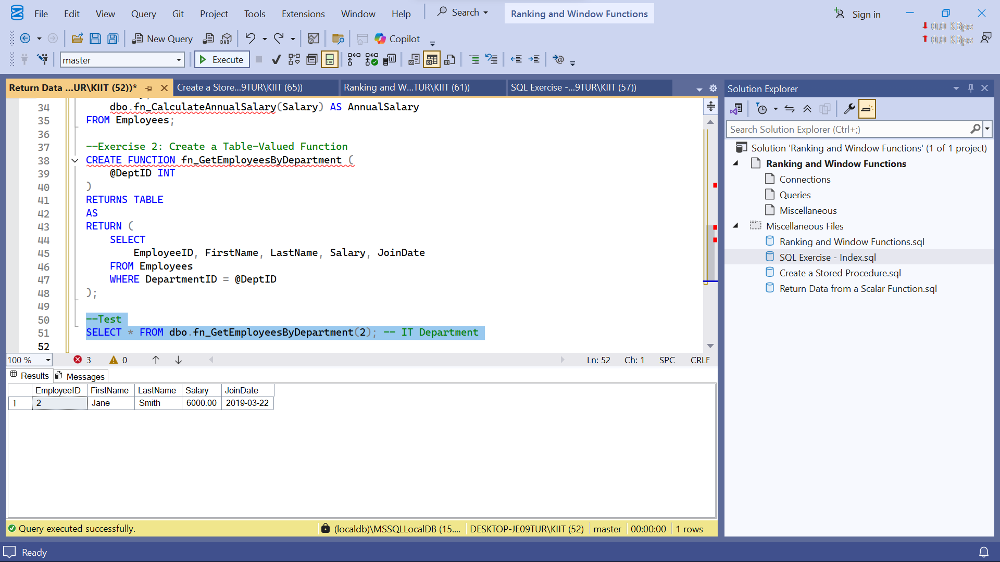 File Edit View Query Git Project Tools Extensions Window Help Search Ranking and Window Functions Sign in
New Query DAX Copilot
master Execute
Return Data ...UR\KIIT (52))* Create a Store...9TUR\KIIT (65)) Ranking and W...TUR\KIIT (61)) SQL Exercise -...9TUR\KIIT (57))
34 dbo.fn_CalculateAnnualSalary(Salary) AS AnnualSalary
35 FROM Employees;
36
37 --Exercise 2: Create a Table-Valued Function
38 CREATE FUNCTION fn_GetEmployeesByDepartment (
39 @DeptID INT
40 )
41 RETURNS TABLE
42 AS
43 RETURN (
44 SELECT
45 EmployeeID, FirstName, LastName, Salary, JoinDate
46 FROM Employees
47 WHERE DepartmentID = @DeptID
48 );
49
50 --Test
51 SELECT * FROM dbo.fn_GetEmployeesByDepartment(2); -- IT Department
52
100 % 3 0 Ln: 52 Ch: 1 SPC CRLF
Results Messages
EmployeeID FirstName LastName Salary JoinDate
1 2 Jane Smith 6000.00 2019-03-22
Query executed successfully. (localdb)\MSSQLLocalDB (15.... DESKTOP-JE09TUR\KIIT (52) master 00:00:00 1 rows
Solution Explorer
Search Solution Explorer (Ctrl+;)
Solution 'Ranking and Window Functions' (1 of 1 project)
Ranking and Window Functions
Connections
Queries
Miscellaneous
Miscellaneous Files
Ranking and Window Functions.sql
SQL Exercise - Index.sql
Create a Stored Procedure.sql
Return Data from a Scalar Function.sql
Ready